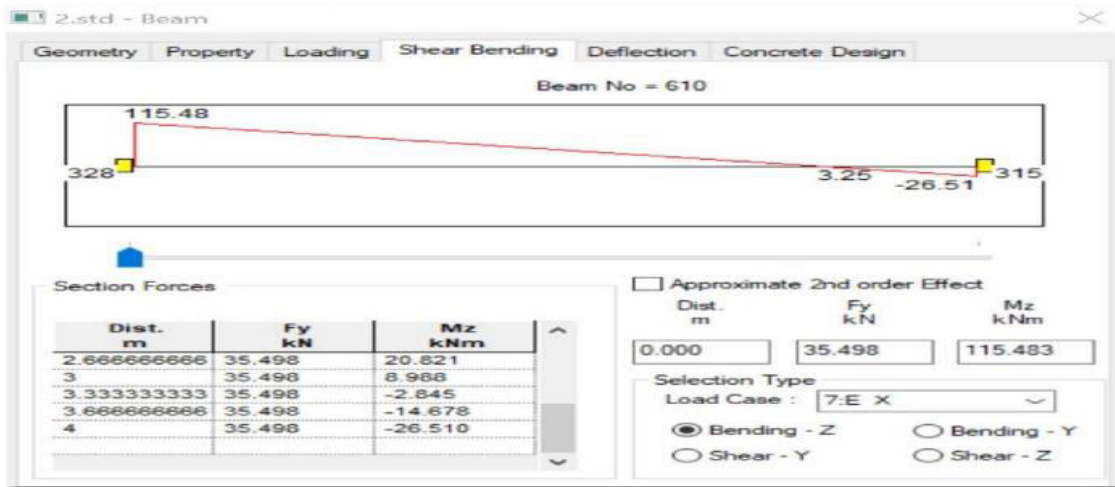 2.std - Beam
Geometry Property Loading Shear Bending Deflection Concrete Design
Beam No = 610
115.48
328 3.25 -26.51 315
Section Forces
Approximate 2nd order Effect
Dist. m Fy kN Mz kNm
0.000 35.498 115.483
Dist. m Fy kN Mz kNm
2.666666666 35.498 20.821
3 35.498 8.988
3.333333333 35.498 -2.845
3.666666666 35.498 -14.678
4 35.498 -26.510
Selection Type
Load Case : 7:E X
Bending - Z Bending - Y
Shear - Y Shear - Z